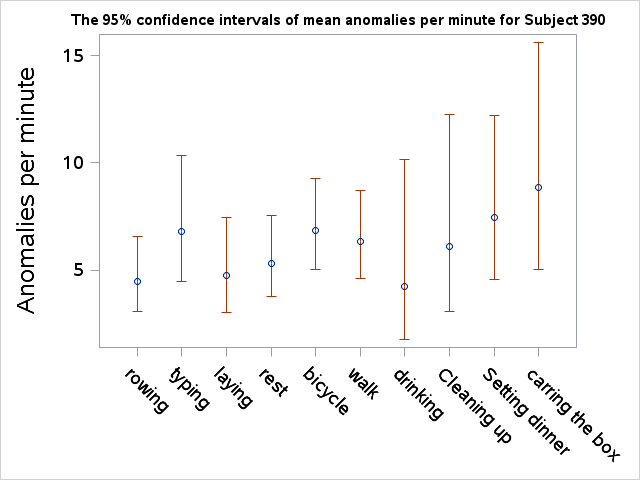 The 95% confidence intervals of mean anomalies per minute for Subject 390
Anomalies per minute
15
10
5
rowing
typing
laying
rest
bicycle
walk
drinking
Cleaning up
Setting dinner
carring the box